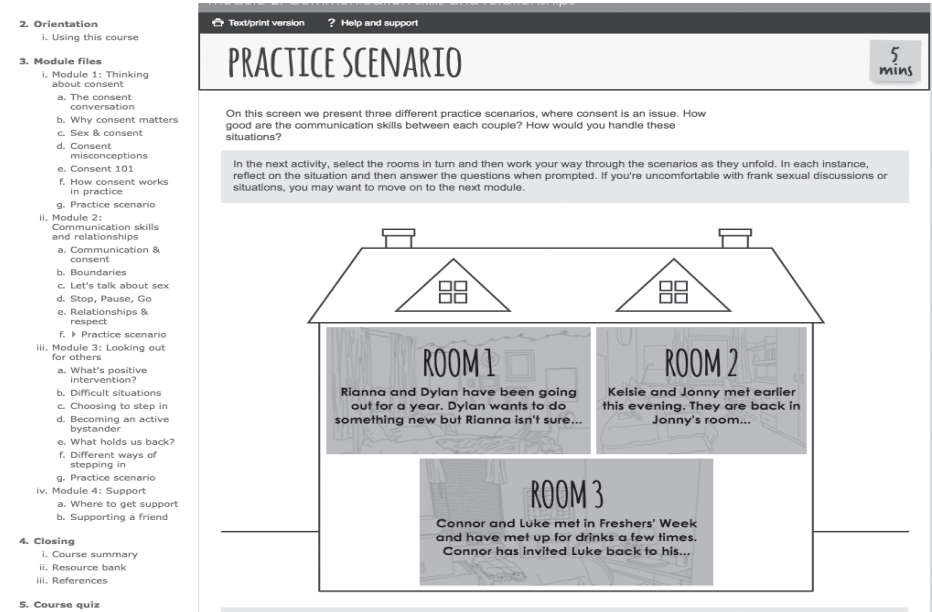 2. Orientation
i. Using this course
3. Module files
i. Module 1: Thinking
about consent
a. The consent
conversation
b. Why consent matters
c. Sex & consent
d. Consent
misconceptions
e. Consent 101
f. How consent works
in practice
g. Practice scenario
ii. Module 2:
Communication skills
and relationships
a. Communication &
consent
b. Boundaries
c. Let's talk about sex
d. Stop, Pause, Go
e. Relationships &
respect
f. Practice scenario
iii. Module 3: Looking out
for others
a. What's positive
intervention?
b. Difficult situations
c. Choosing to step in
d. Becoming an active
bystander
e. What holds us back?
f. Different ways of
stepping in
g. Practice scenario
iv. Module 4: Support
a. Where to get support
b. Supporting a friend
4. Closing
i. Course summary
ii. Resource bank
iii. References
5. Course quiz
Module 2: Communication skills and relationships
Text/print version ? Help and support
PRACTICE SCENARIO
5
mins
On this screen we present three different practice scenarios, where consent is an issue. How
good are the communication skills between each couple? How would you handle these
situations?
In the next activity, select the rooms in turn and then work your way through the scenarios as they unfold. In each instance,
reflect on the situation and then answer the questions when prompted. If you're uncomfortable with frank sexual discussions or
situations, you may want to move on to the next module.
ROOM 1
Rianna and Dylan have been going
out for a year. Dylan wants to do
something new but Rianna isn't sure...
ROOM 2
Kelsie and Jonny met earlier
this evening. They are back in
Jonny's room...
ROOM 3
Connor and Luke met in Freshers' Week
and have met up for drinks a few times.
Connor has invited Luke back to his...